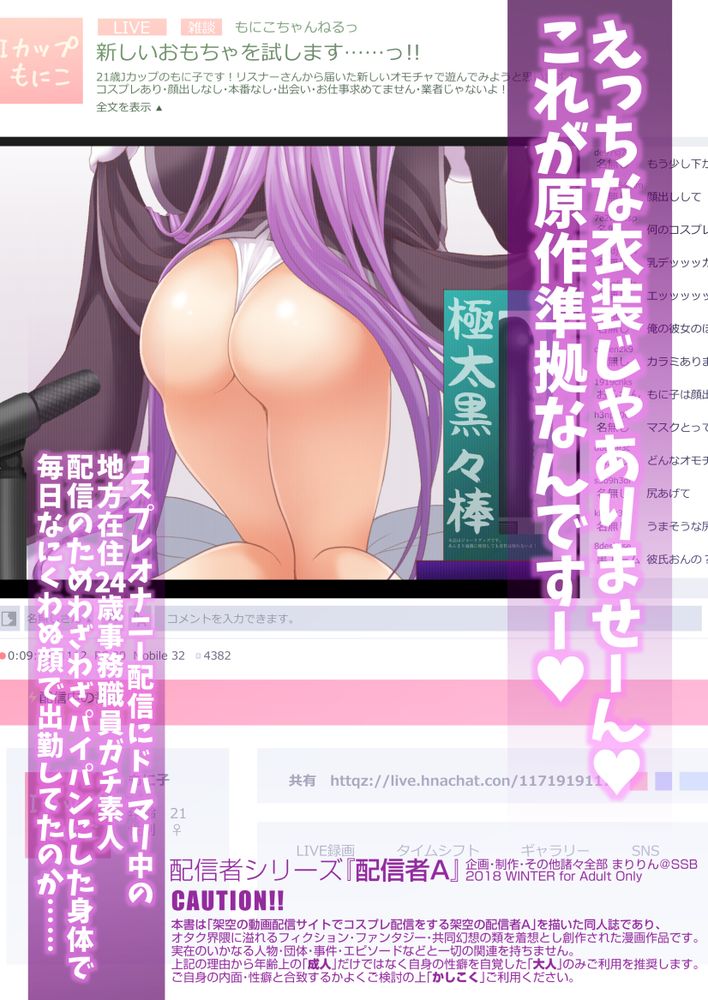 Iカップ
もにこ
LIVE 雑談 もにこちゃんねるっ
新しいおもちゃを試します……っ!!
21歳Jカップのもに子です!リスナーさんから届いた新しいオモチャで遊んでみようと思
コスプレあり・顔出しなし・本番なし・出会い・お仕事求めてません・業者じゃないよ!
全文を表示 ▲
えっちな衣装じゃありませーん♥
これが原作準拠なんですー♥
もう少し下か
顔出しして
何のコスプレ
乳デッッッカ
エッッッッッ
俺の彼女のほ
カラミありま
もに子は顔出
マスクとって
どんなオモチ
尻あげて
うまそうな尻
彼氏おんの?
極太黒々棒
コスプレオナニー配信にドハマリ中の
地方在住24歳事務職員ガチ素人
配信のためわざわざパイパンにした身体で
毎日なにくわぬ顔で出勤してたのか……
コメントを入力できます。
Mobile 32 4382
21
♀
共有 httqz://live.hnachat.con/117191911
LIVE録画 タイムシフト ギャラリー SNS
配信者シリーズ『配信者A』 企画・制作・その他諸々全部 まりりん@SSB
2018 WINTER for Adult Only
CAUTION!!
本書は「架空の動画配信サイトでコスプレ配信をする架空の配信者A」を描いた同人誌であり、
オタク界隈に溢れるフィクション・ファンタジー・共同幻想の類を着想とし創作された漫画作品です。
実在のいかなる人物・団体・事件・エピソードなどと一切の関連を持ちません。
上記の理由から年齢上の「成人」だけではなく自身の性癖を自覚した「大人」のみご利用を推奨します。
ご自身の内面・性癖と合致するかよくご検討の上「かしこく」ご利用ください。